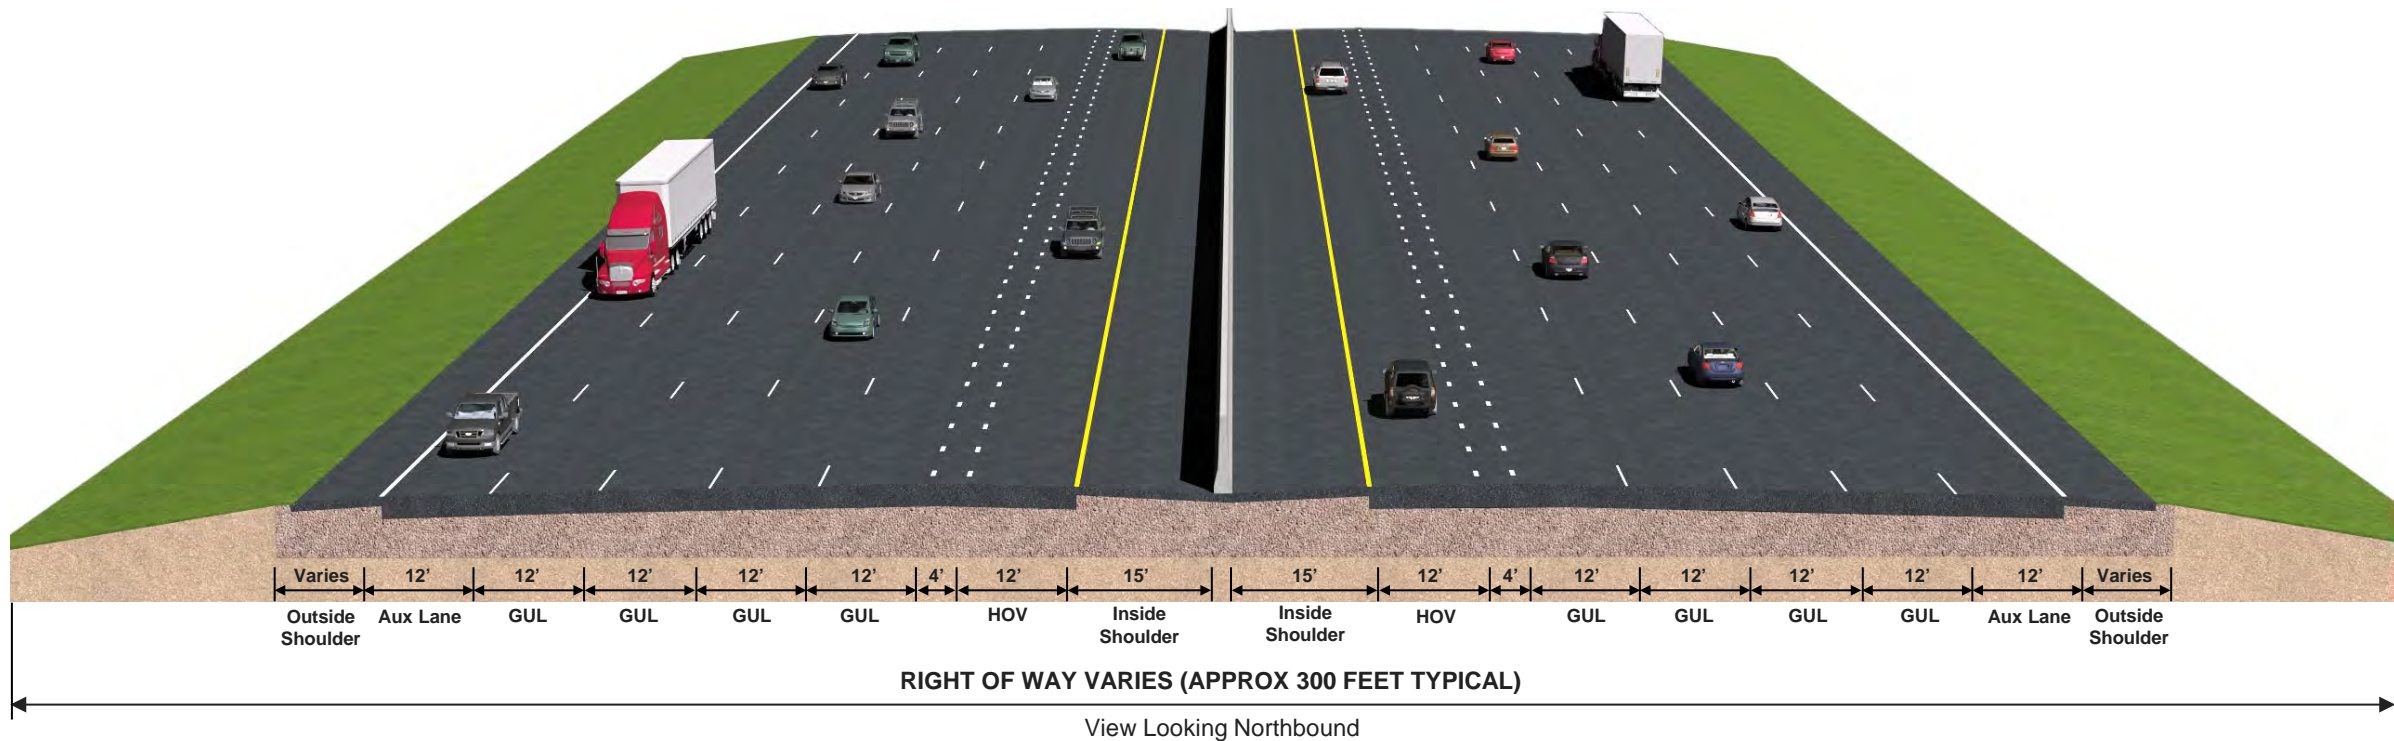 Varies 12’ 12’ 12’ 12’ 12’ 4’ 12’ 15’ 15’ 12’ 4’ 12’ 12’ 12’ 12’ 12’ Varies
Outside Shoulder Aux Lane GUL GUL GUL GUL HOV Inside Shoulder Inside Shoulder HOV GUL GUL GUL GUL Aux Lane Outside Shoulder
RIGHT OF WAY VARIES (APPROX 300 FEET TYPICAL)
View Looking Northbound